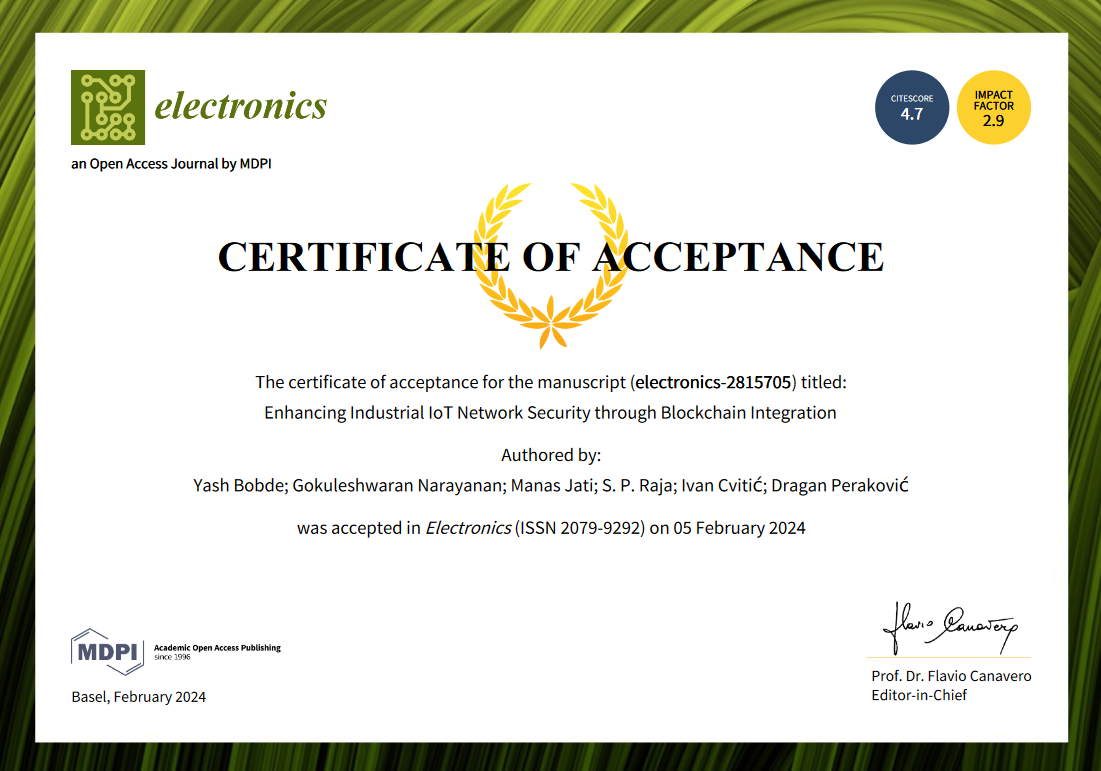 electronics
an Open Access Journal by MDPI
CITESCORE
4.7
IMPACT
FACTOR
2.9
CERTIFICATE OF ACCEPTANCE
The certificate of acceptance for the manuscript (electronics-2815705) titled:
Enhancing Industrial IoT Network Security through Blockchain Integration
Authored by:
Yash Bobde; Gokuleshwaran Narayanan; Manas Jati; S. P. Raja; Ivan Cvitić; Dragan Peraković
was accepted in Electronics (ISSN 2079-9292) on 05 February 2024
MDPI
Academic Open Access Publishing
since 1996
Basel, February 2024
Flavio Canavero
Prof. Dr. Flavio Canavero
Editor-in-Chief